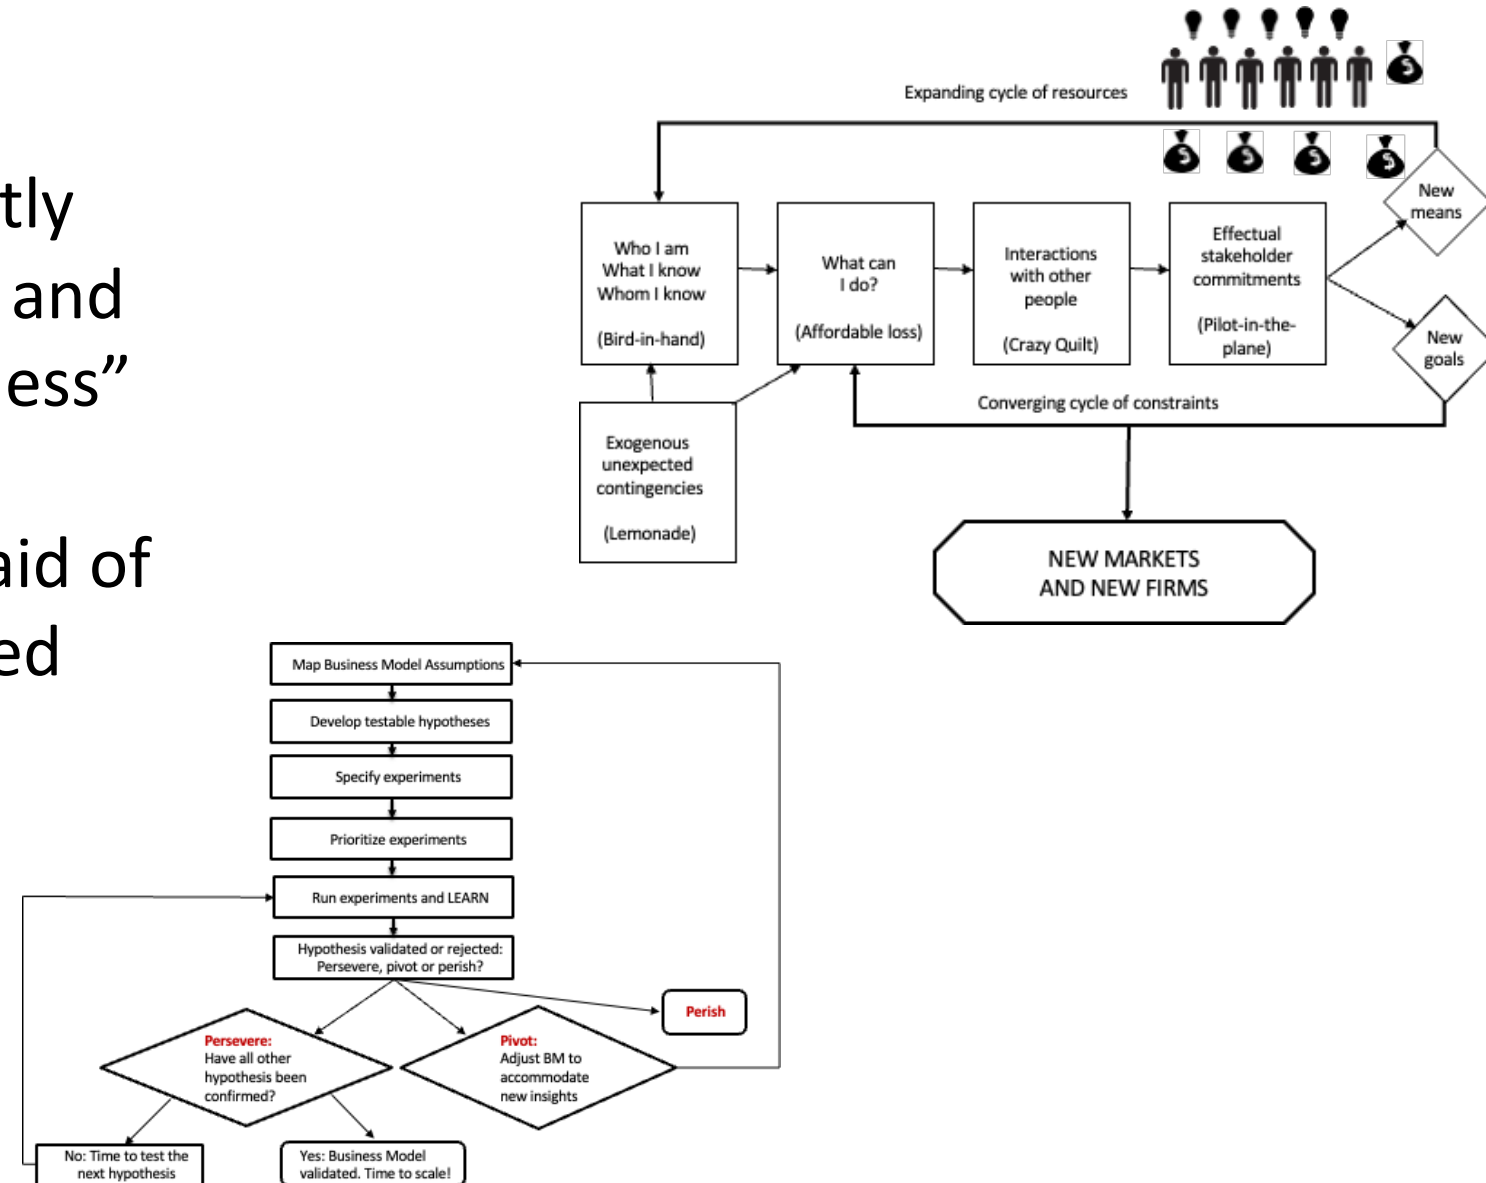 tly
and
ess”
aid of
ed
Expanding cycle of resources
Who I am
What I know
Whom I know
(Bird-in-hand)
What can
I do?
(Affordable loss)
Interactions
with other
people
(Crazy Quilt)
Effectual
stakeholder
commitments
(Pilot-in-the-
plane)
New
means
New
goals
Converging cycle of constraints
Exogenous
unexpected
contingencies
(Lemonade)
NEW MARKETS
AND NEW FIRMS
Map Business Model Assumptions
Develop testable hypotheses
Specify experiments
Prioritize experiments
Run experiments and LEARN
Hypothesis validated or rejected:
Persevere, pivot or perish?
Perish
Persevere:
Have all other
hypothesis been
confirmed?
Pivot:
Adjust BM to
accommodate
new insights
No: Time to test the
next hypothesis
Yes: Business Model
validated. Time to scale!